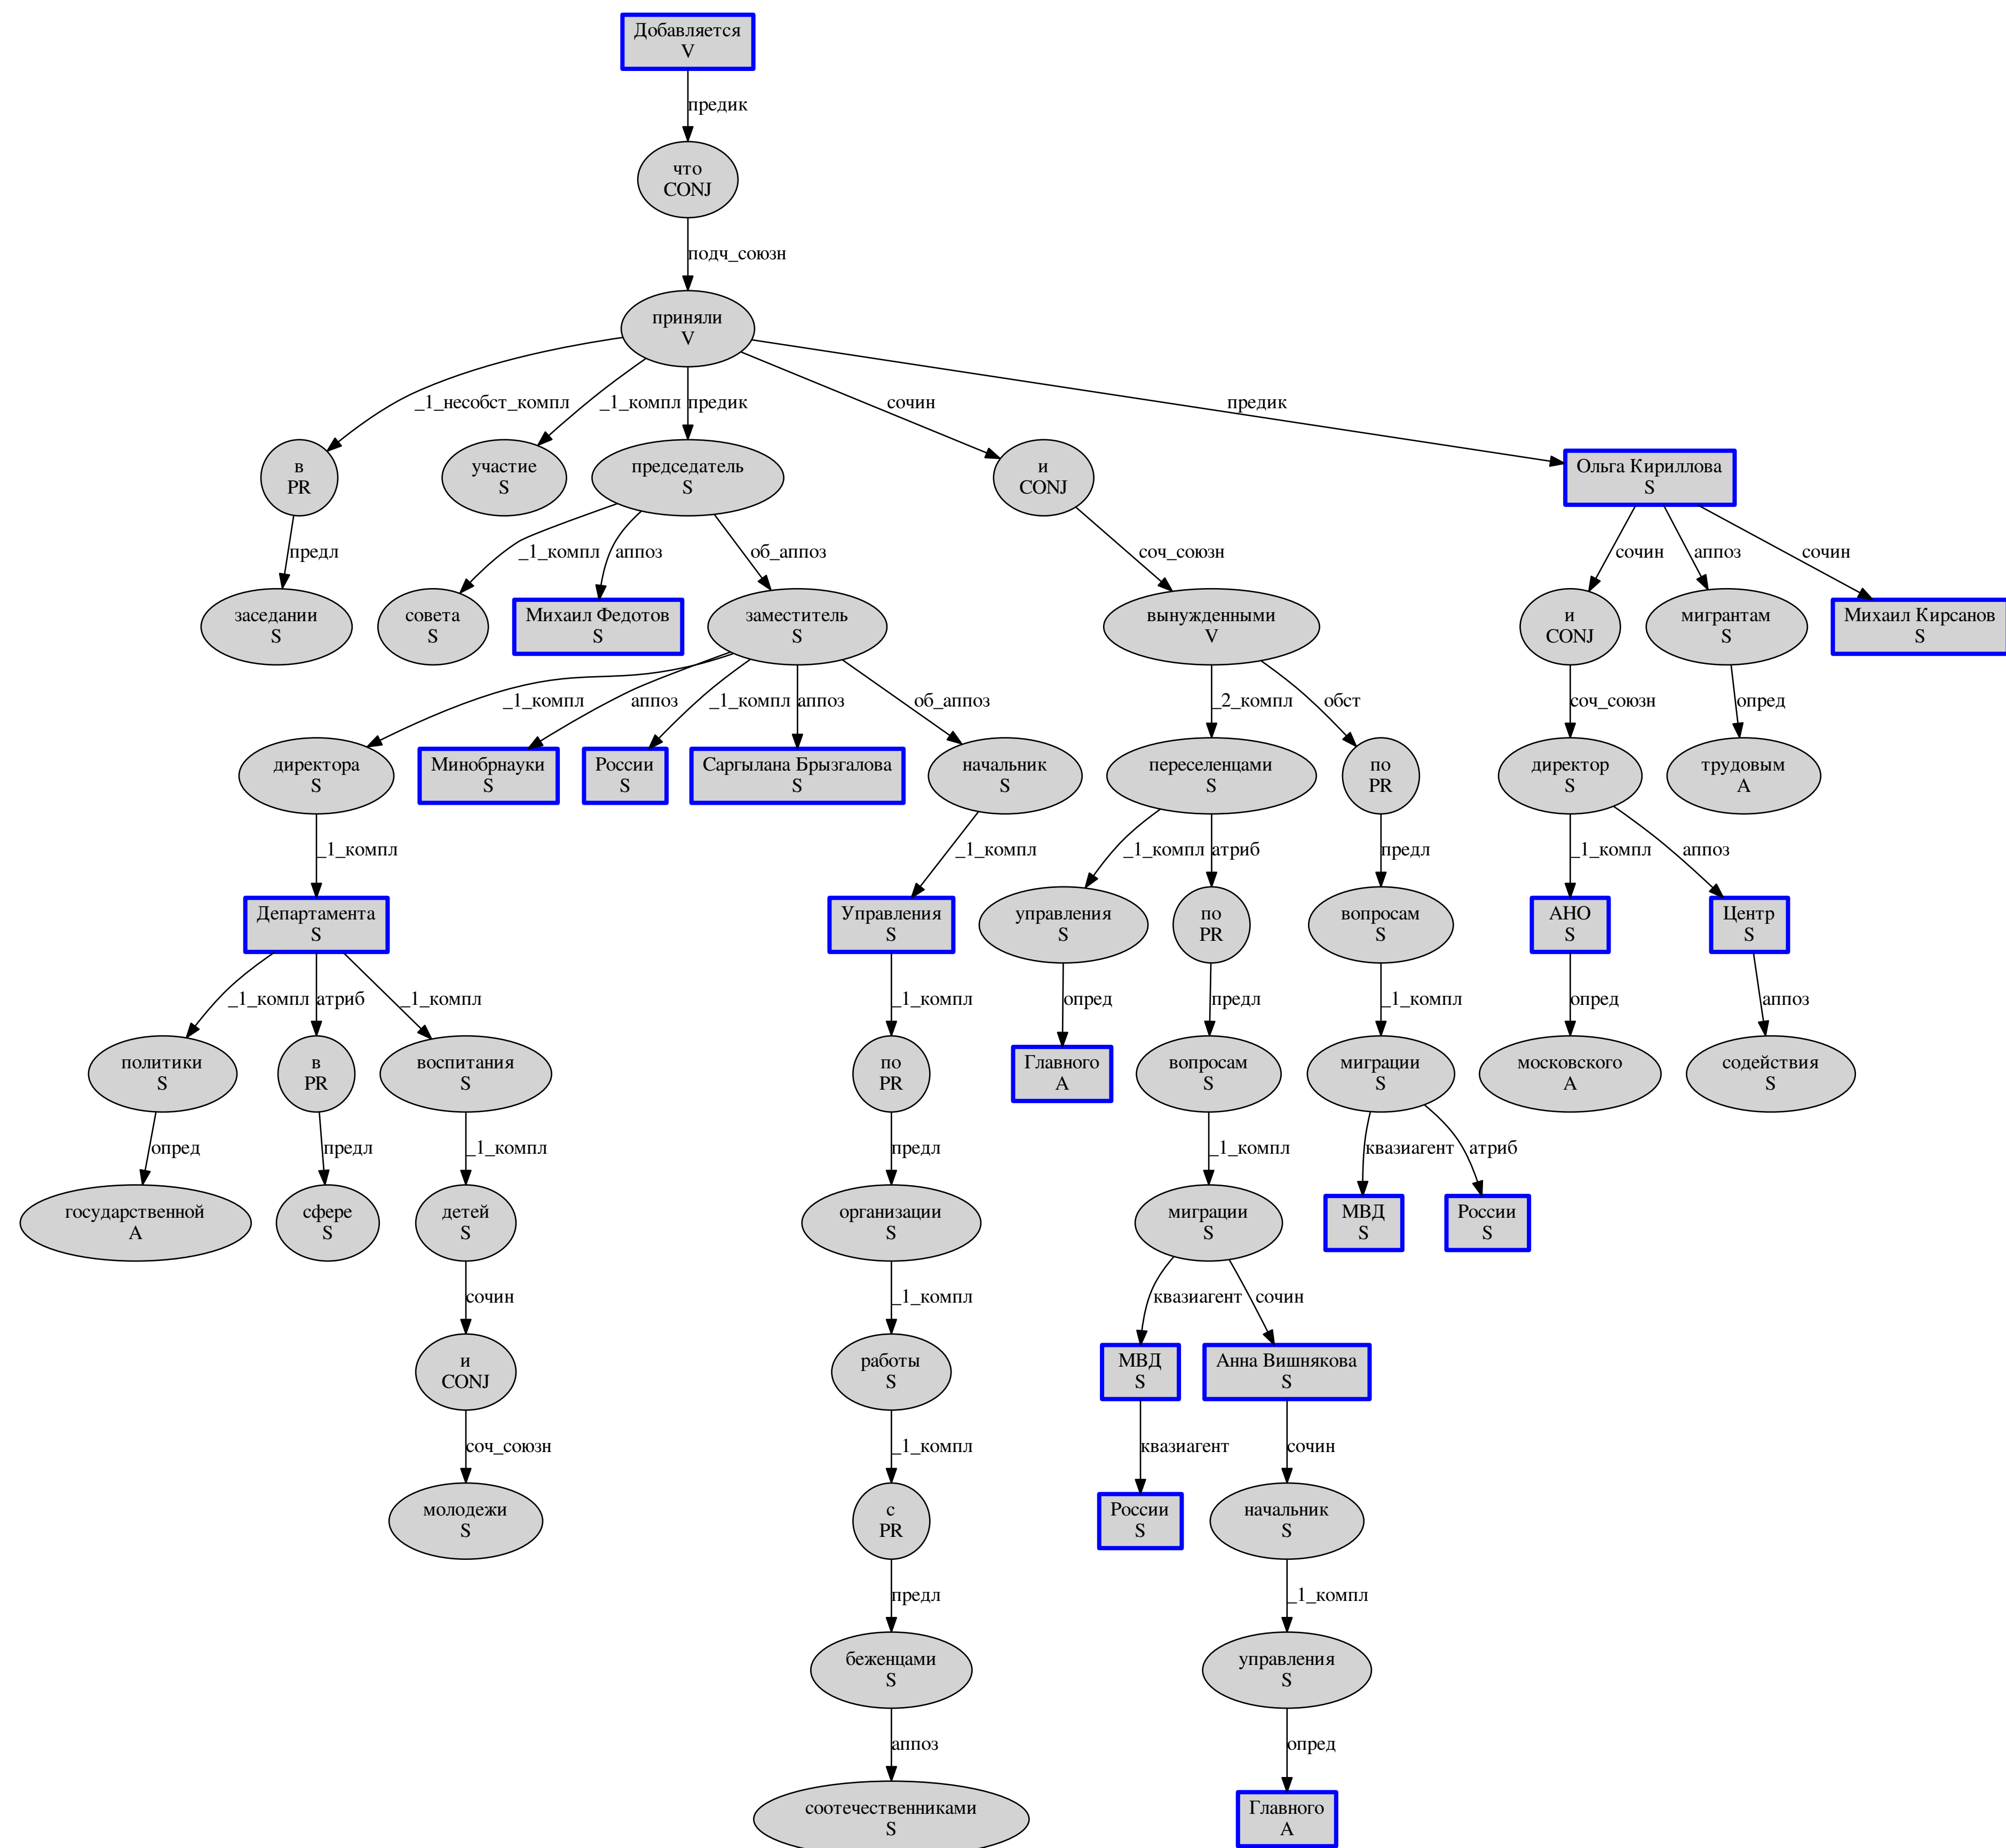 Добавляется
V
предик
что
CONJ
подч_союзн
приняли
V
_1_несобст_компл
_1_компл
предик
сочин
предик
в
PR
участие
S
председатель
S
и
CONJ
Ольга Кириллова
S
предл
_1_компл
аппоз
об_аппоз
соч_союзн
сочин
аппоз
сочин
заседании
S
совета
S
Михаил Федотов
S
заместитель
S
вынужденными
V
и
CONJ
мигрантам
S
Михаил Кирсанов
S
_1_компл
аппоз
_1_компл
аппоз
об_аппоз
_2_компл
обст
соч_союзн
опред
директора
S
Минобрнауки
S
России
S
Саргылана Брызгалова
S
начальник
S
переселенцами
S
по
PR
директор
S
трудовым
A
_1_компл
_1_компл
_1_компл
атриб
предл
_1_компл
аппоз
Департамента
S
Управления
S
управления
S
по
PR
вопросам
S
АНО
S
Центр
S
_1_компл
атриб
_1_компл
_1_компл
опред
предл
_1_компл
опред
аппоз
политики
S
в
PR
воспитания
S
по
PR
Главного
A
вопросам
S
миграции
S
московского
A
содействия
S
опред
предл
_1_компл
предл
_1_компл
квазиагент
атриб
государственной
A
сфере
S
детей
S
организации
S
миграции
S
МВД
S
России
S
сочин
_1_компл
квазиагент
сочин
и
CONJ
работы
S
МВД
S
Анна Вишнякова
S
соч_союзн
_1_компл
квазиагент
сочин
молодежи
S
с
PR
России
S
начальник
S
предл
_1_компл
беженцами
S
управления
S
аппоз
опред
соотечественниками
S
Главного
A